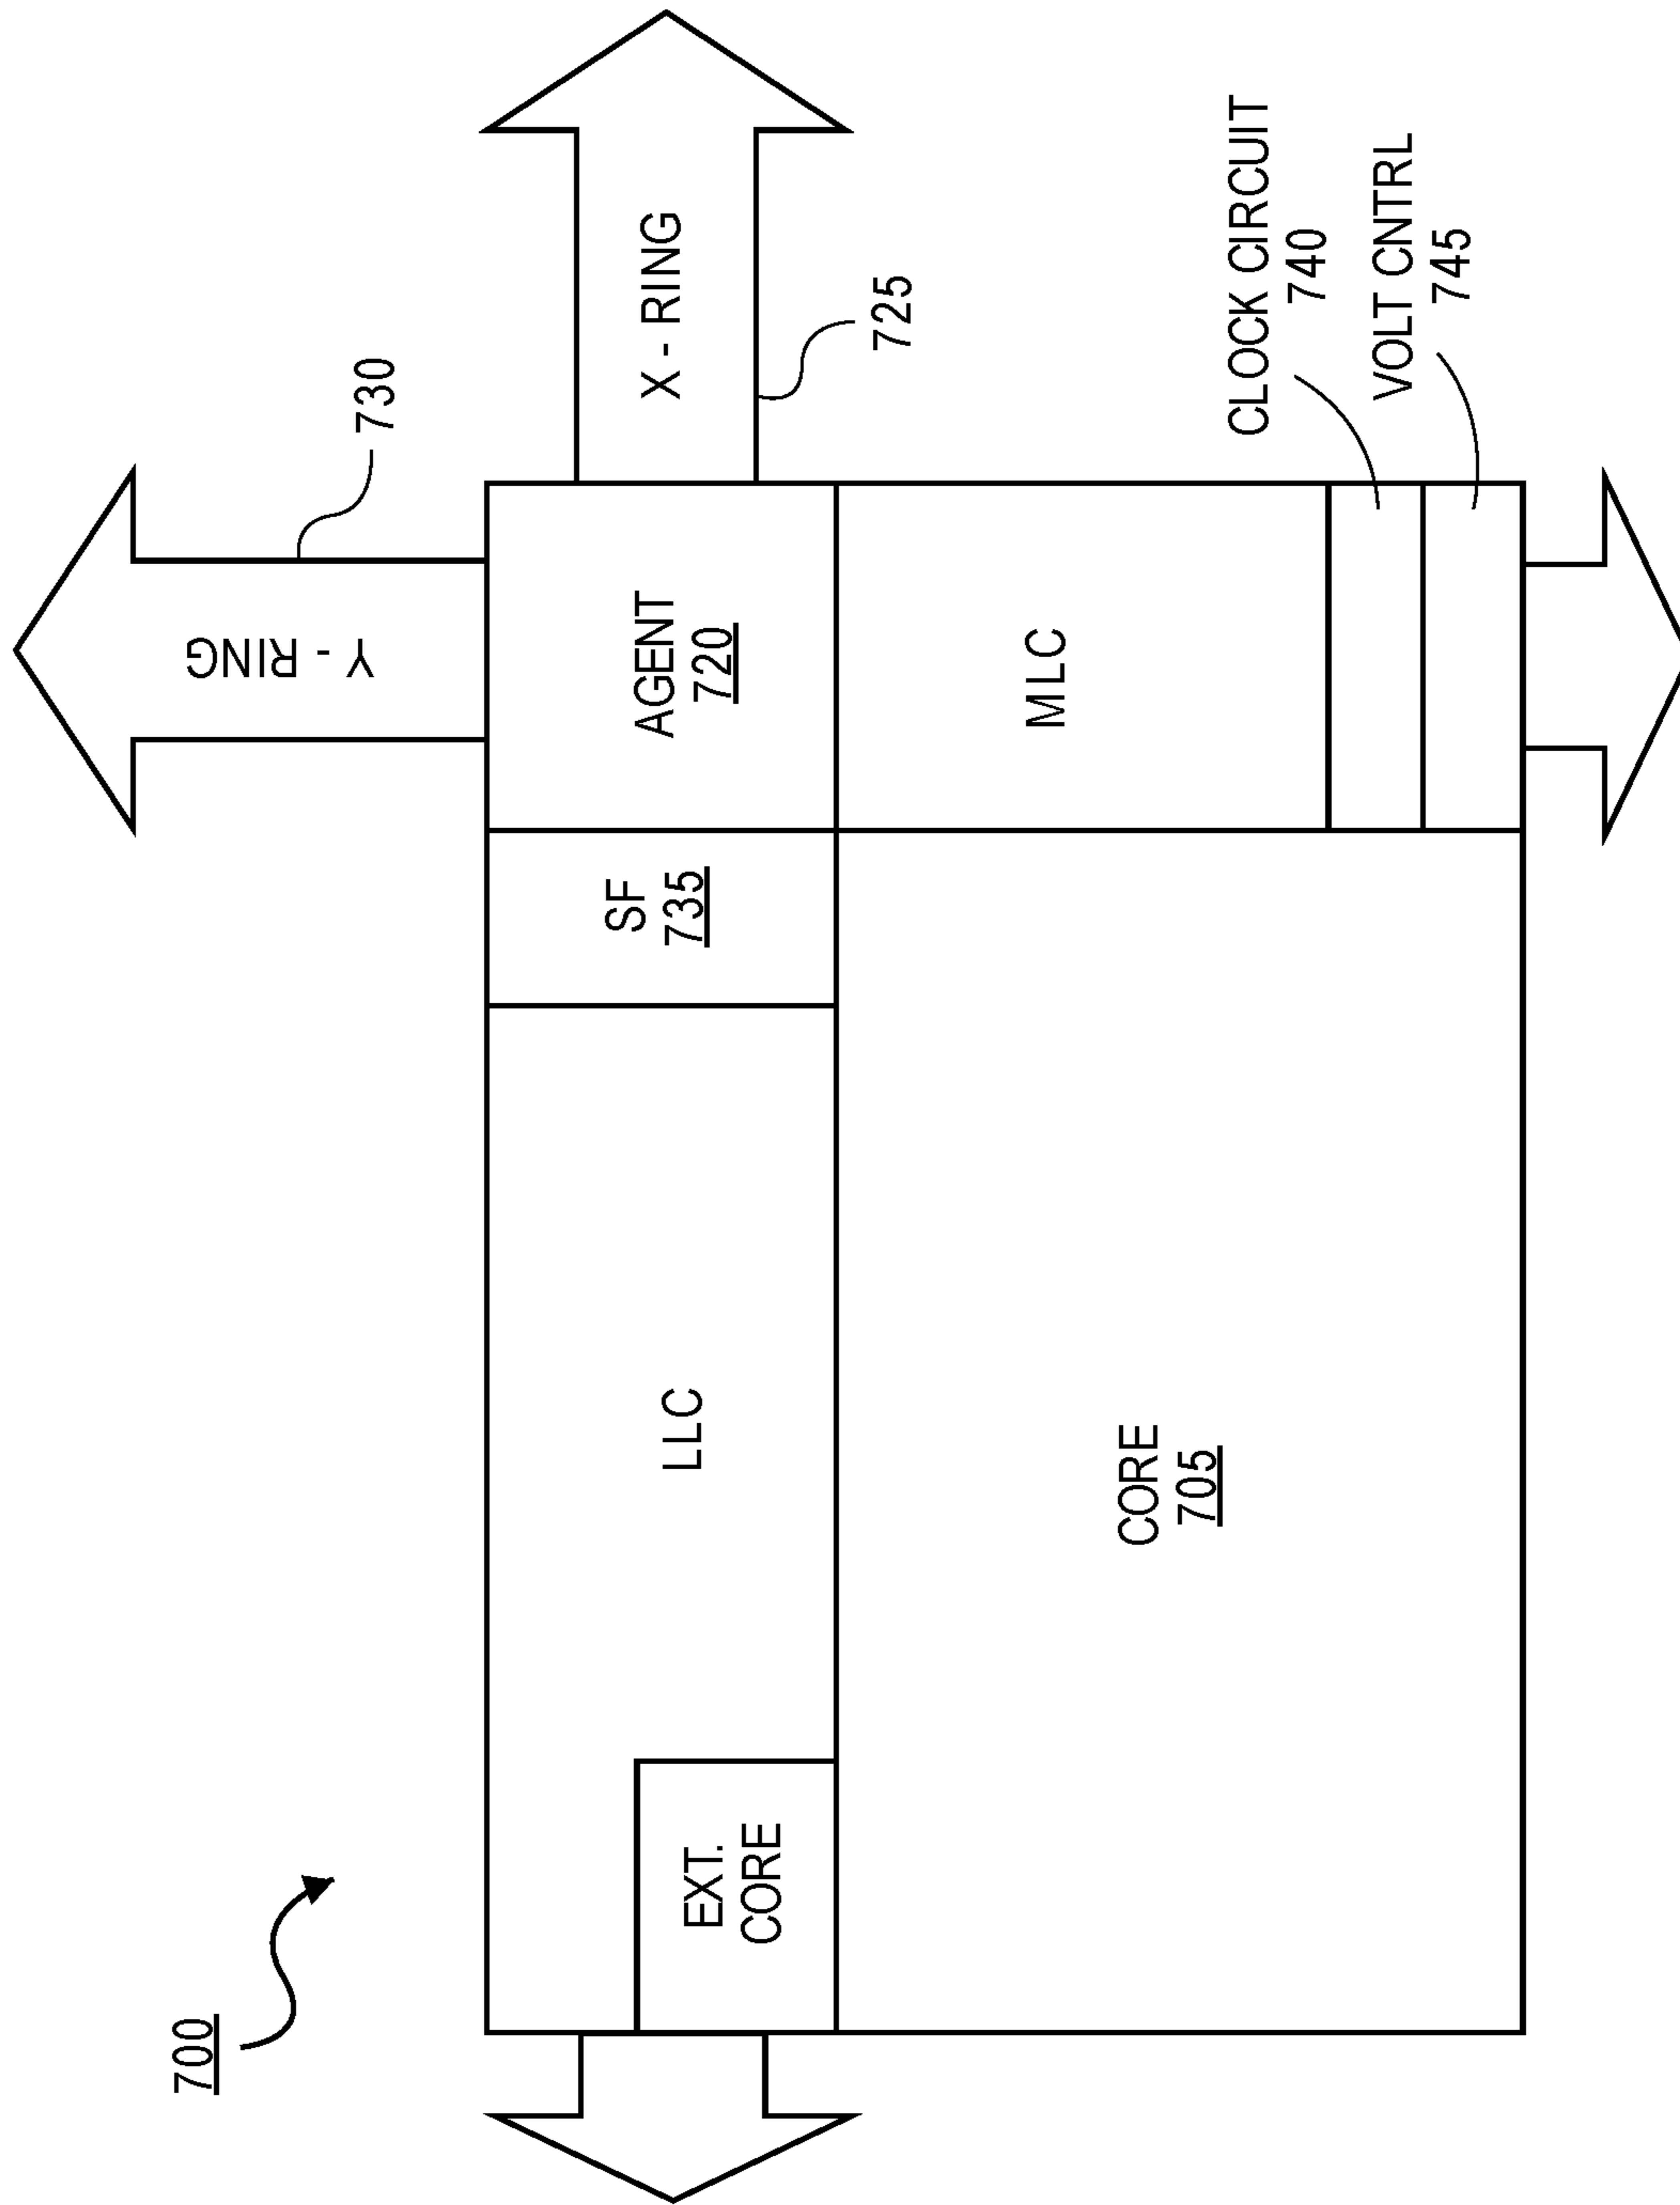 700
Y - RING
730
X - RING
725
LLC
SF
735
AGENT
720
EXT.
CORE
CORE
705
MLC
CLOCK CIRCUIT
740
VOLT CNTRL
745